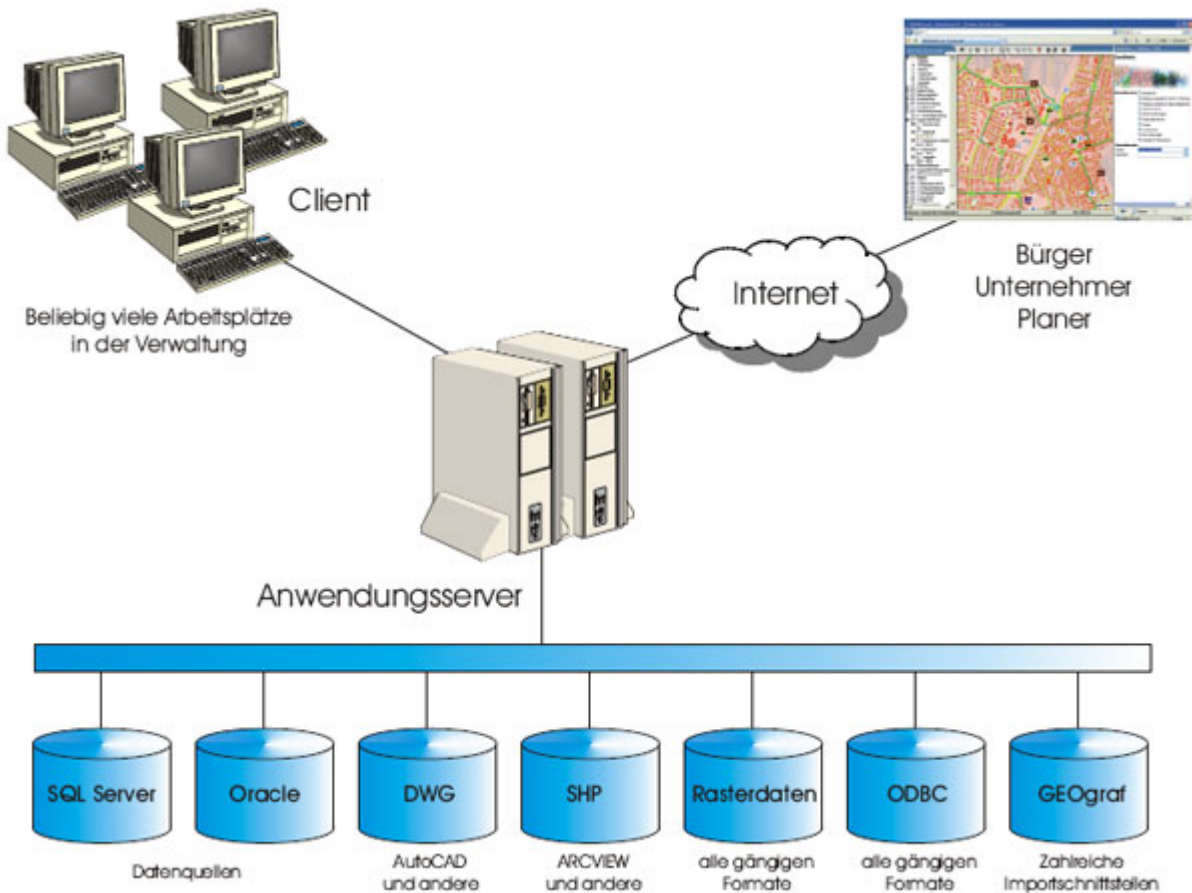 Client
Beliebig viele Arbeitsplätze
in der Verwaltung
Internet
Bürger
Unternehmer
Planer
Anwendungsserver
SQL Server
Oracle
DWG
SHP
Rasterdaten
ODBC
GEOgraf
Datenquellen
AutoCAD
und andere
ARCVIEW
und andere
alle gängigen
Formate
alle gängigen
Formate
Zahlreiche
Importschnittstellen